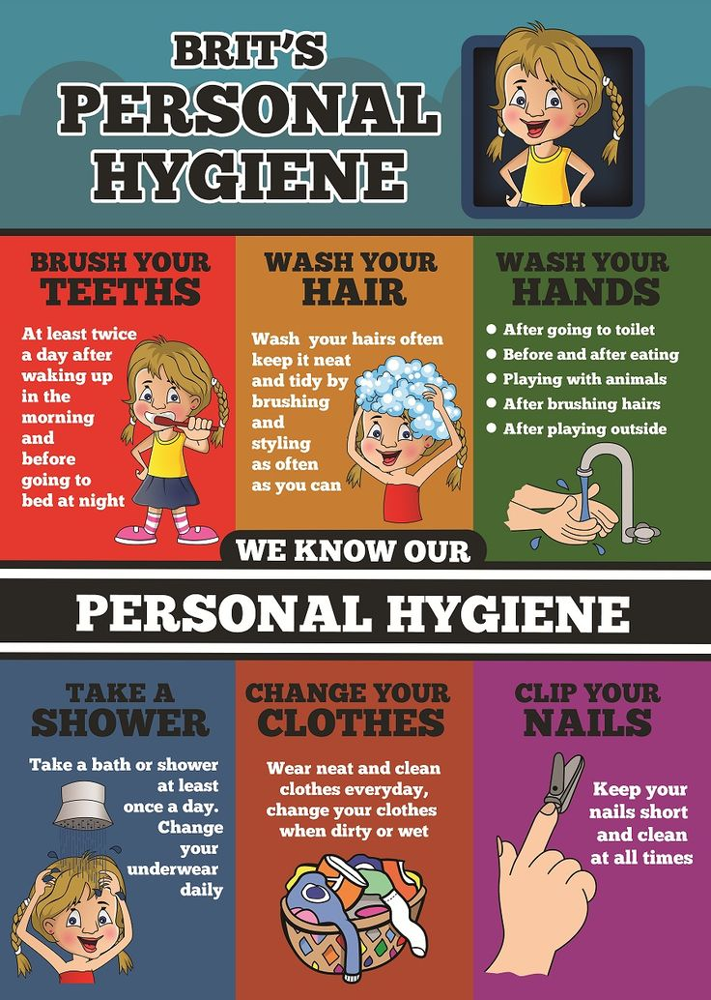 BRIT'S
PERSONAL
HYGIENE
BRUSH YOUR
TEETHS
At least twice
a day after
waking up
in the
morning
and
before
going to
bed at night
WASH YOUR
HAIR
Wash your hairs often
keep it neat
and tidy by
brushing
and
styling
as often
as you can
WASH YOUR
HANDS
● After going to toilet
● Before and after eating
● Playing with animals
● After brushing hairs
● After playing outside
WE KNOW OUR
PERSONAL HYGIENE
TAKE A
SHOWER
Take a bath or shower
at least
once a day.
Change
your
underwear
daily
CHANGE YOUR
CLOTHES
Wear neat and clean
clothes everyday,
change your clothes
when dirty or wet
CLIP YOUR
NAILS
Keep your
nails short
and clean
at all times